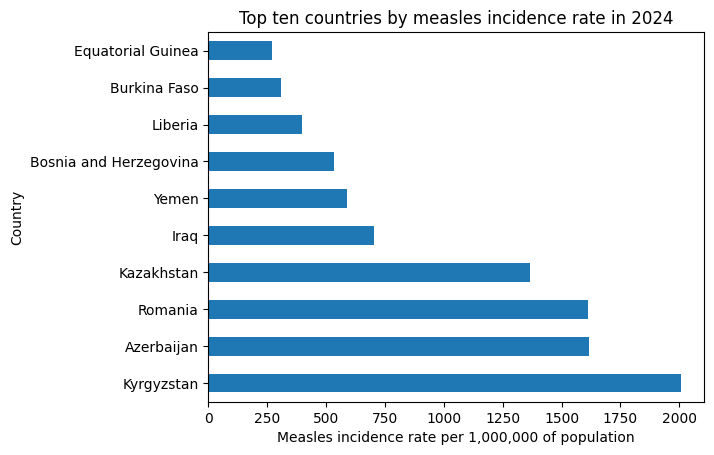 Top ten countries by measles incidence rate in 2024
Country
Equatorial Guinea
Burkina Faso
Liberia
Bosnia and Herzegovina
Yemen
Iraq
Kazakhstan
Romania
Azerbaijan
Kyrgyzstan
0 250 500 750 1000 1250 1500 1750 2000
Measles incidence rate per 1,000,000 of population